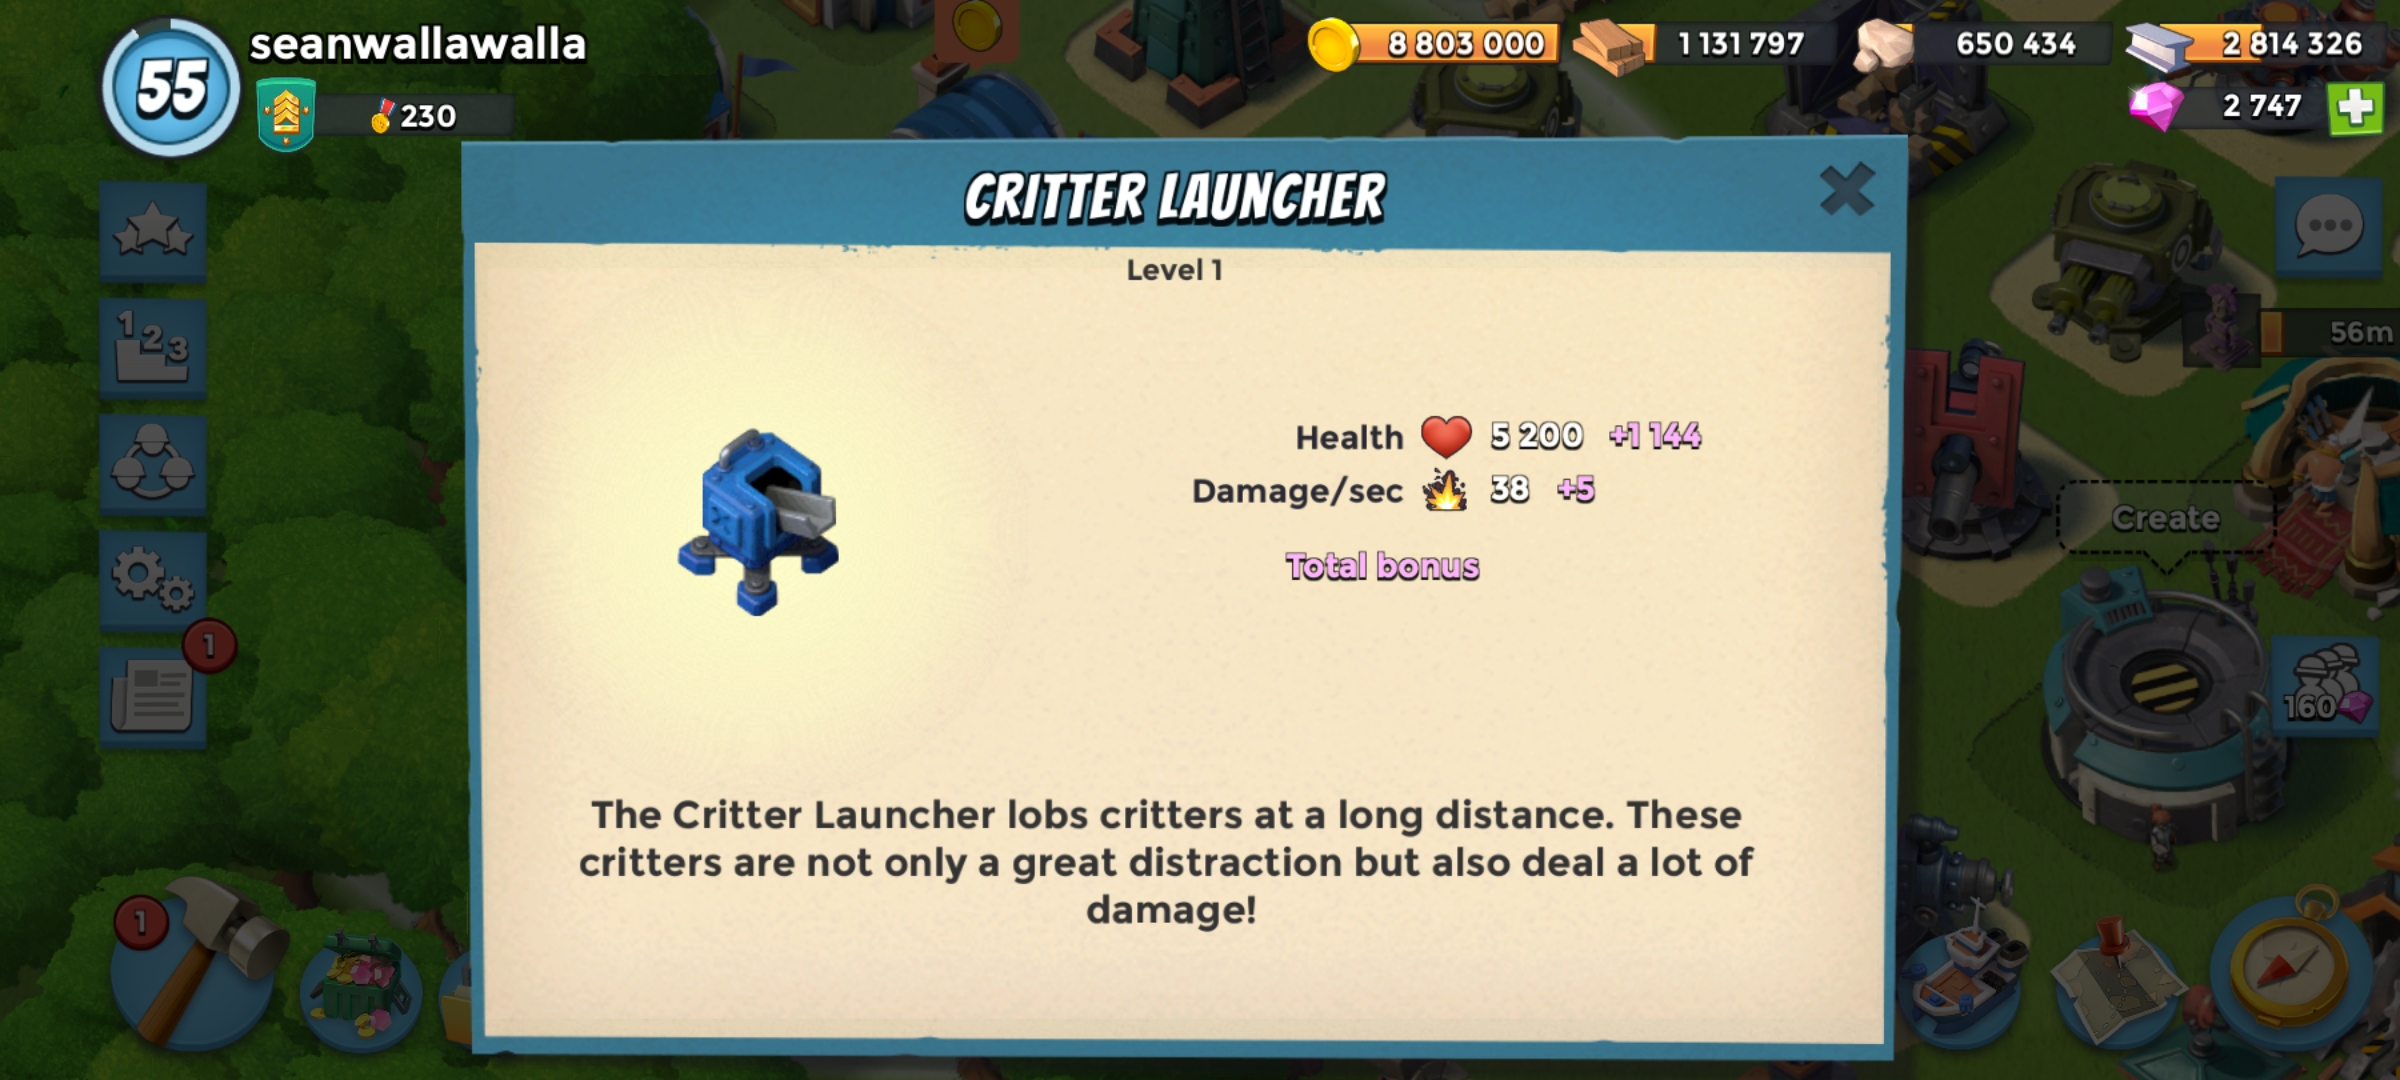 55
seanwallawalla
230
8 803 000
1 131 797
650 434
2 814 326
2 747
CRITTER LAUNCHER
Level 1
Health 5 200 +1 144
Damage/sec 38 +5
Total bonus
The Critter Launcher lobs critters at a long distance. These
critters are not only a great distraction but also deal a lot of
damage!
1 2 3
1
1
56m
Create
160